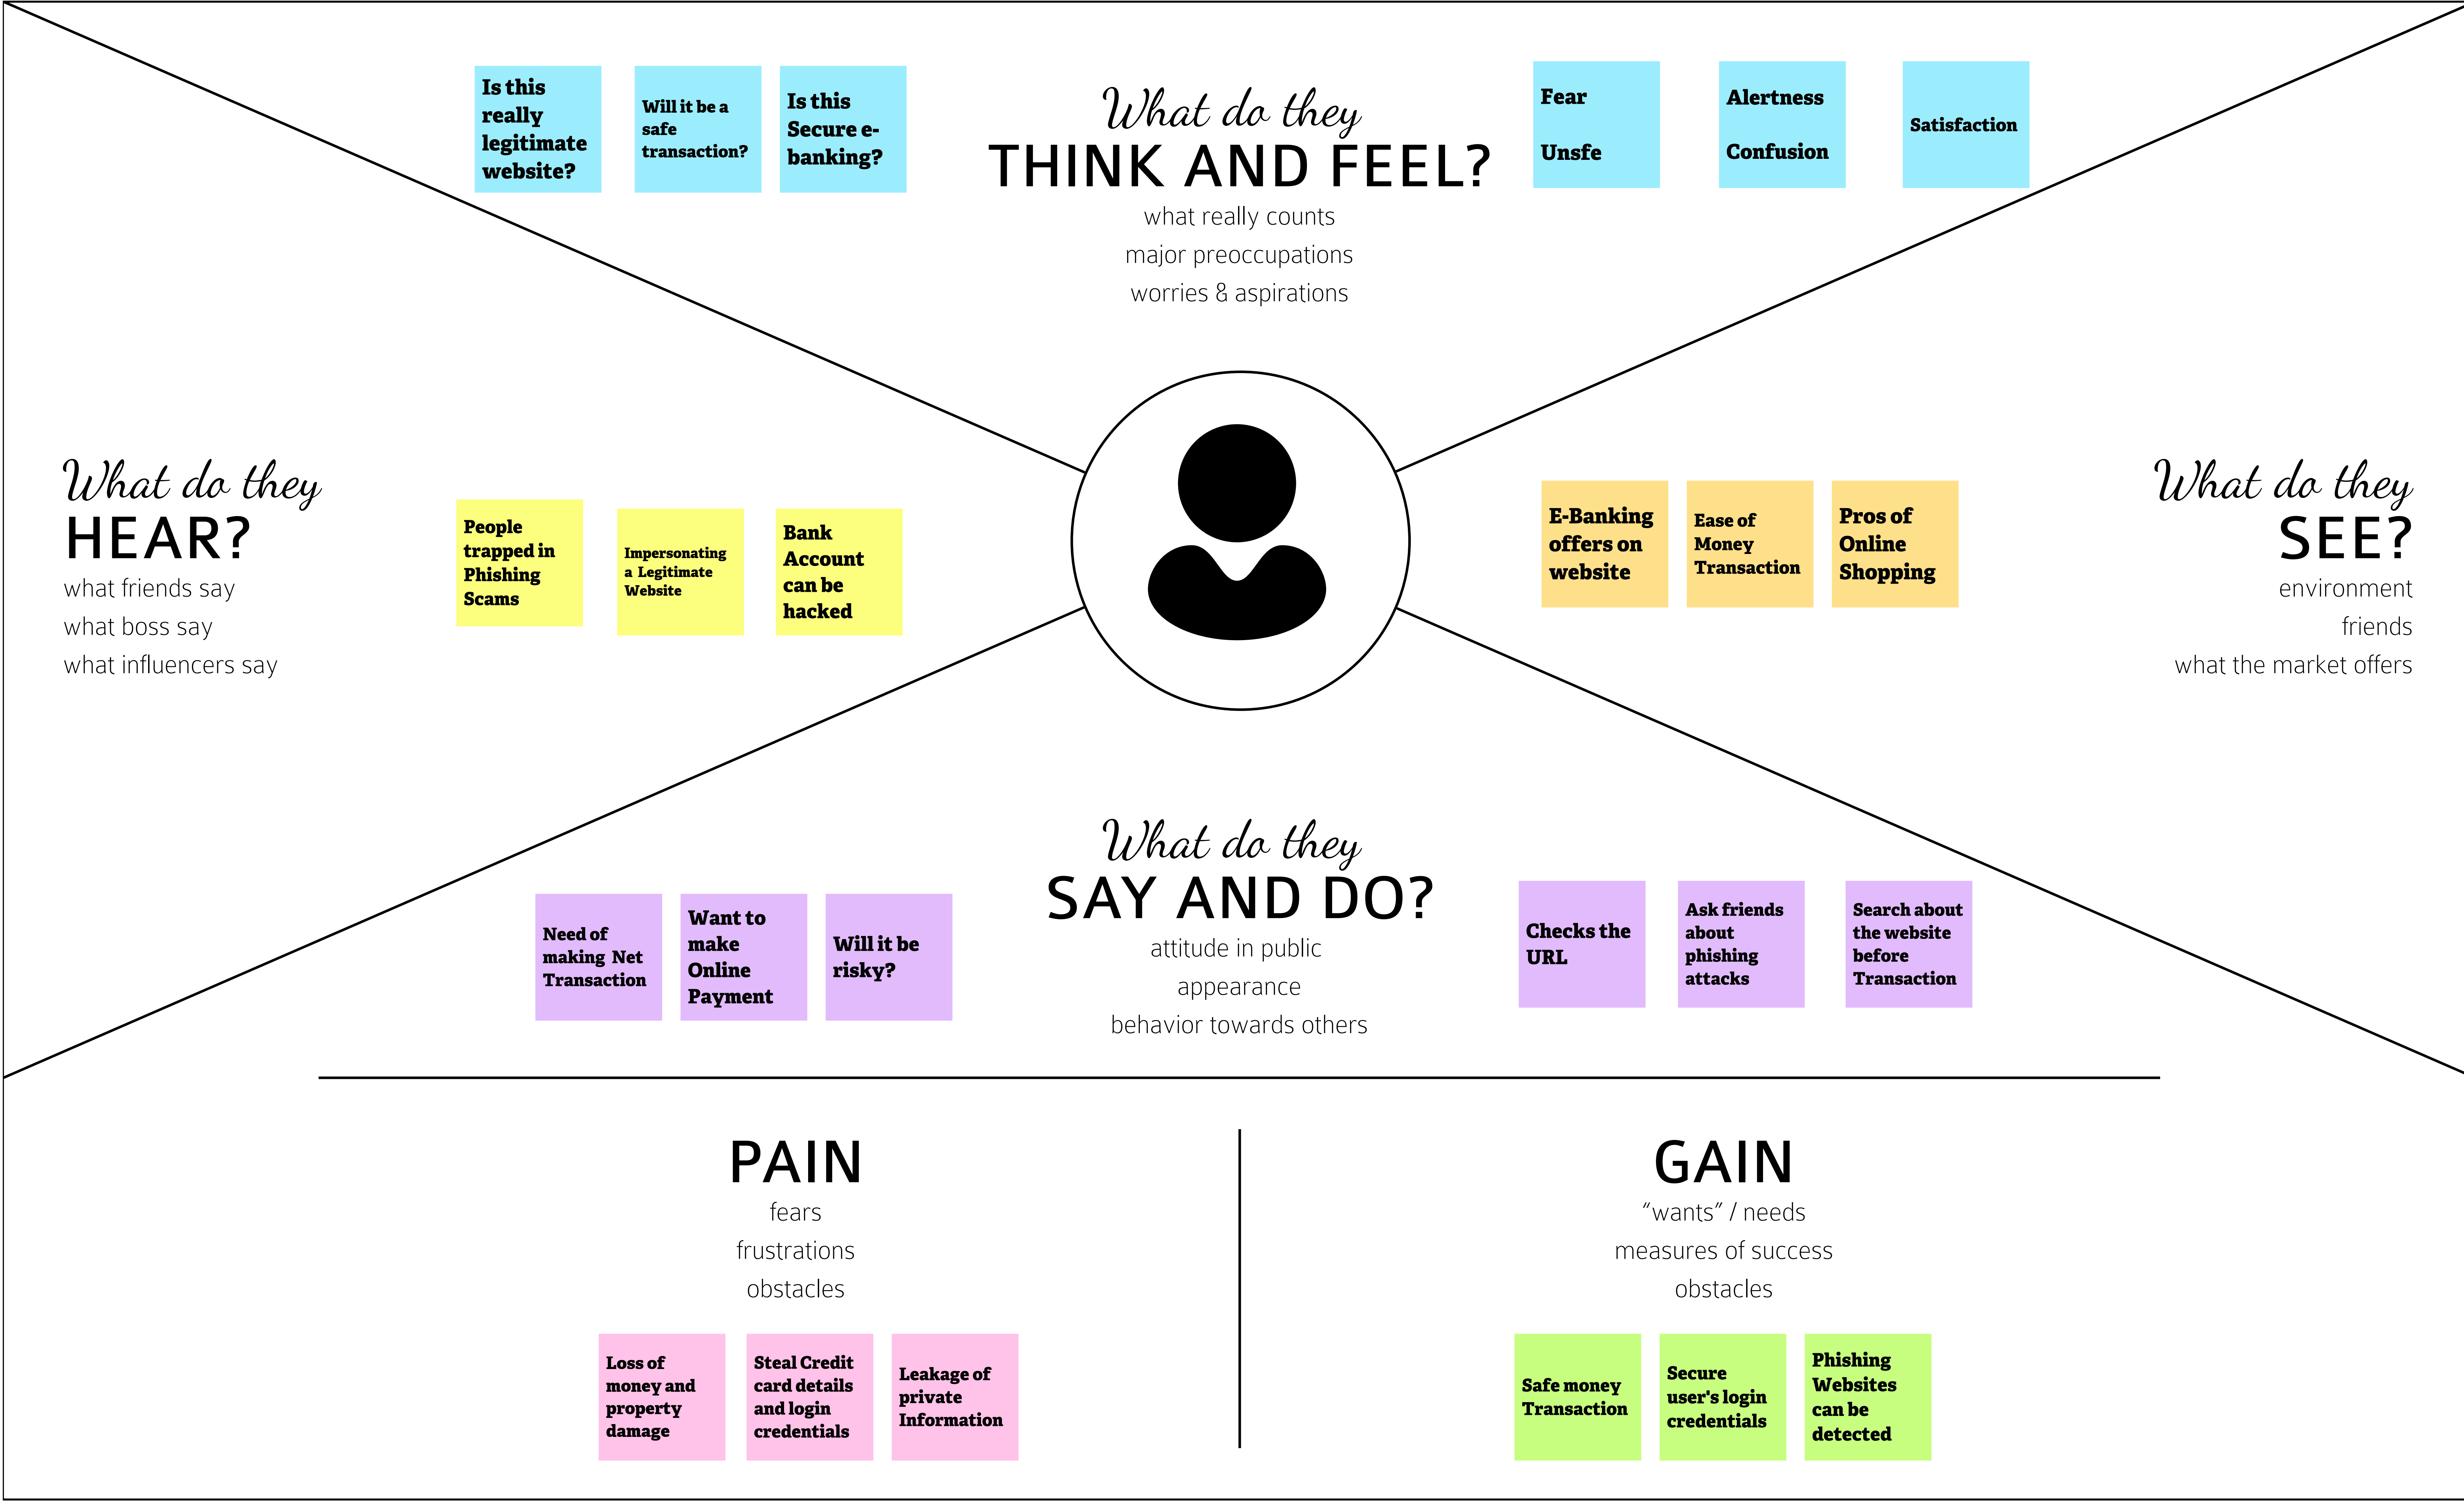 Is this
really
legitimate
website?
Will it be a
safe
transaction?
Is this
Secure e-
banking?
What do they
THINK AND FEEL?
what really counts
major preoccupations
worries & aspirations
Fear
Unsfe
Alertness
Confusion
Satisfaction
What do they
HEAR?
what friends say
what boss say
what influencers say
People
trapped in
Phishing
Scams
Impersonating
a Legitimate
Website
Bank
Account
can be
hacked
E-Banking
offers on
website
Ease of
Money
Transaction
Pros of
Online
Shopping
What do they
SEE?
environment
friends
what the market offers
What do they
SAY AND DO?
attitude in public
appearance
behavior towards others
Need of
making Net
Transaction
Want to
make
Online
Payment
Will it be
risky?
Checks the
URL
Ask friends
about
phishing
attacks
Search about
the website
before
Transaction
PAIN
fears
frustrations
obstacles
Loss of
money and
property
damage
Steal Credit
card details
and login
credentials
Leakage of
private
Information
GAIN
“wants” / needs
measures of success
obstacles
Safe money
Transaction
Secure
user's login
credentials
Phishing
Websites
can be
detected